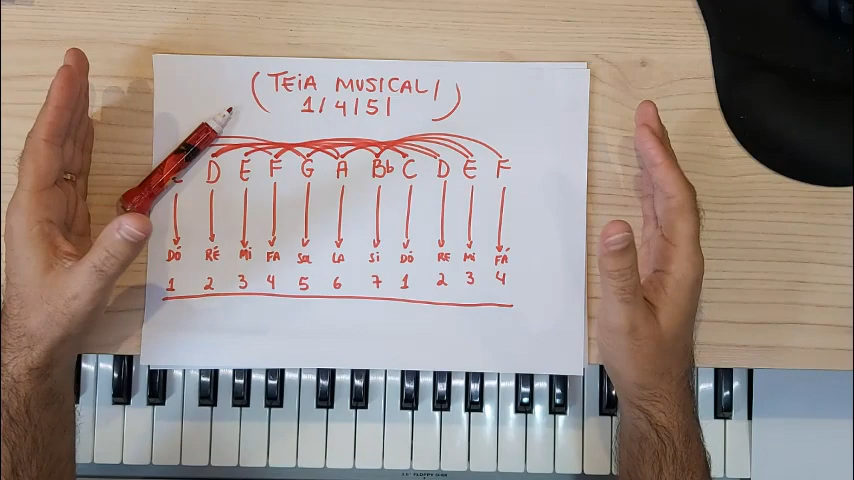 (TEIA MUSICAL/
1/4/5/)
D E F G A Bb C D E F
DÓ RÉ MI FA SOL LA SI DÓ RE MI FÁ
1 2 3 4 5 6 7 1 2 3 4